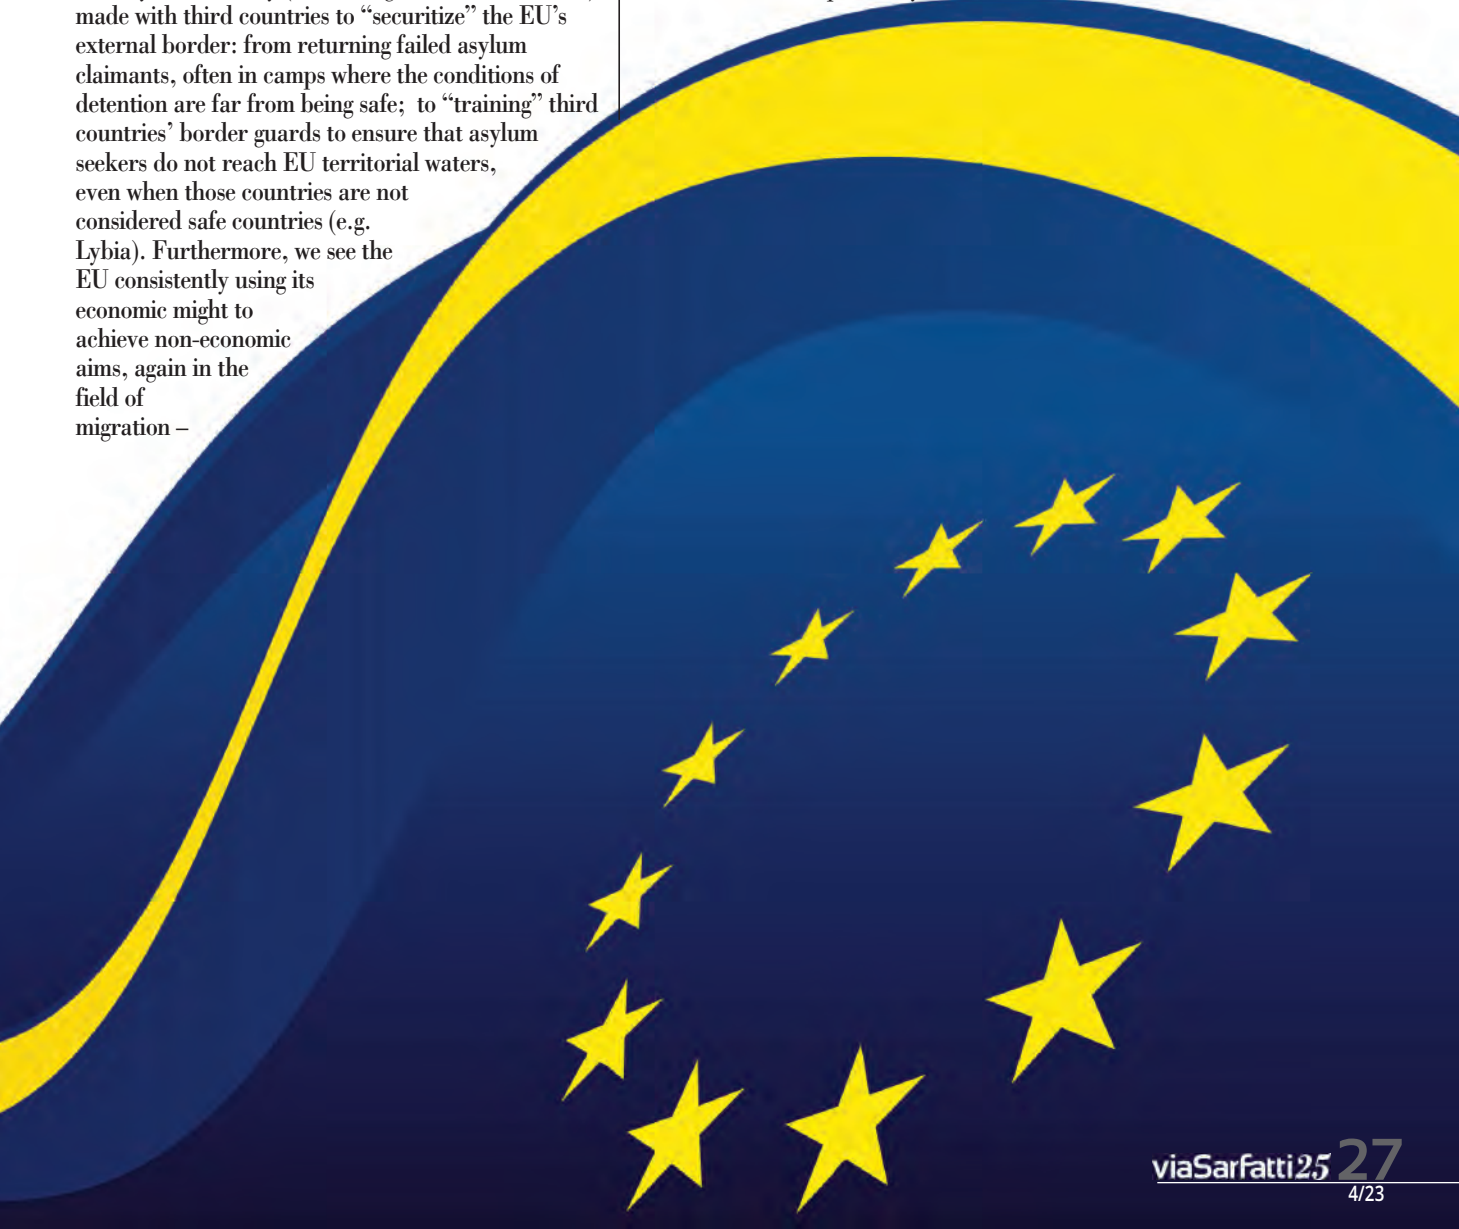 made with third countries to “securitize” the EU’s
external border: from returning failed asylum
claimants, often in camps where the conditions of
detention are far from being safe; to “training” third
countries’ border guards to ensure that asylum
seekers do not reach EU territorial waters,
even when those countries are not
considered safe countries (e.g.
Lybia). Furthermore, we see the
EU consistently using its
economic might to
achieve non-economic
aims, again in the
field of
migration –
viaSarfatti25 27
4/23